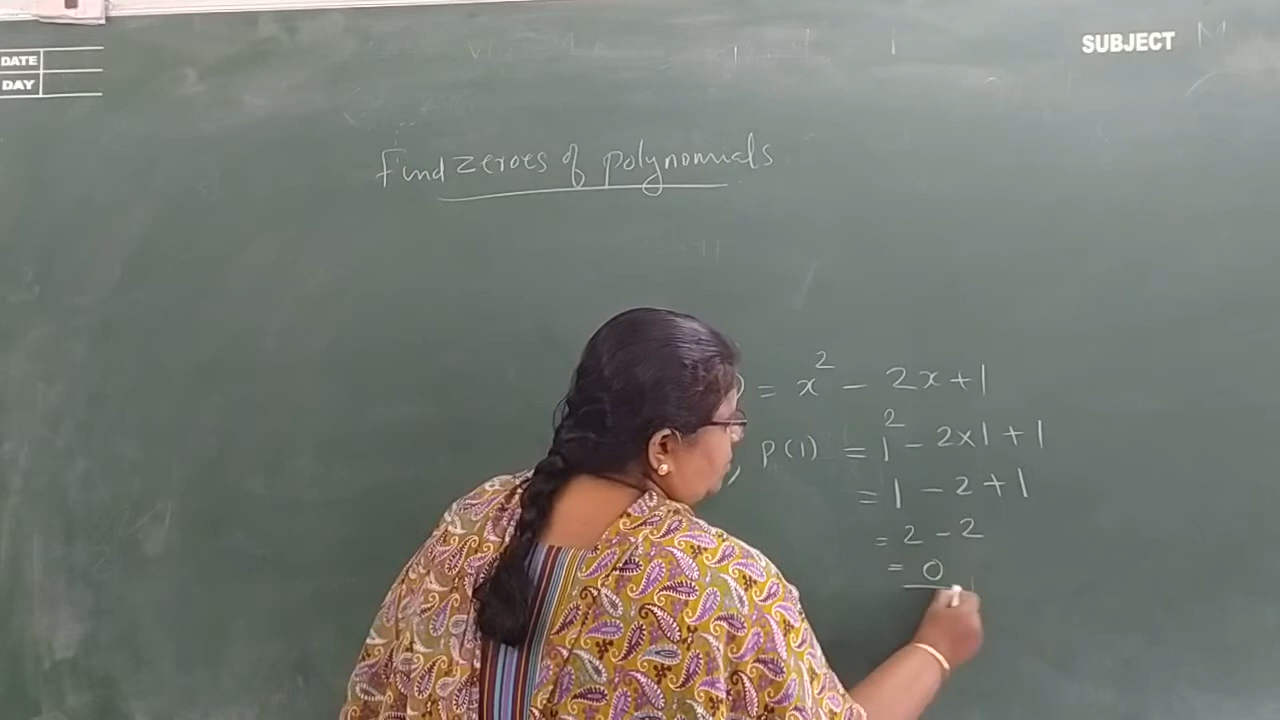 SUBJECT M
DATE
DAY
Find zeroes of polynomials
) = x² - 2x + 1
, P(1) = 1² - 2x1 + 1
= 1 - 2 + 1
= 2 - 2
= 0